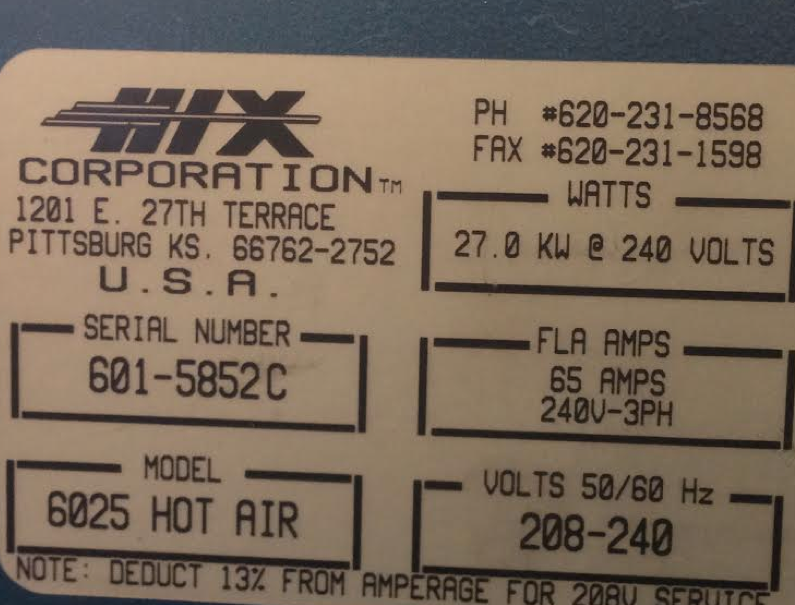 HIX
CORPORATION™
1201 E. 27TH TERRACE
PITTSBURG KS. 66762-2752
U.S.A.
PH #620-231-8568
FAX #620-231-1598
WATTS
27.0 KW @ 240 VOLTS
SERIAL NUMBER
601-5852C
FLA AMPS
65 AMPS
240V-3PH
MODEL
6025 HOT AIR
VOLTS 50/60 Hz
208-240
NOTE: DEDUCT 13% FROM AMPERAGE FOR 208V SERVICE